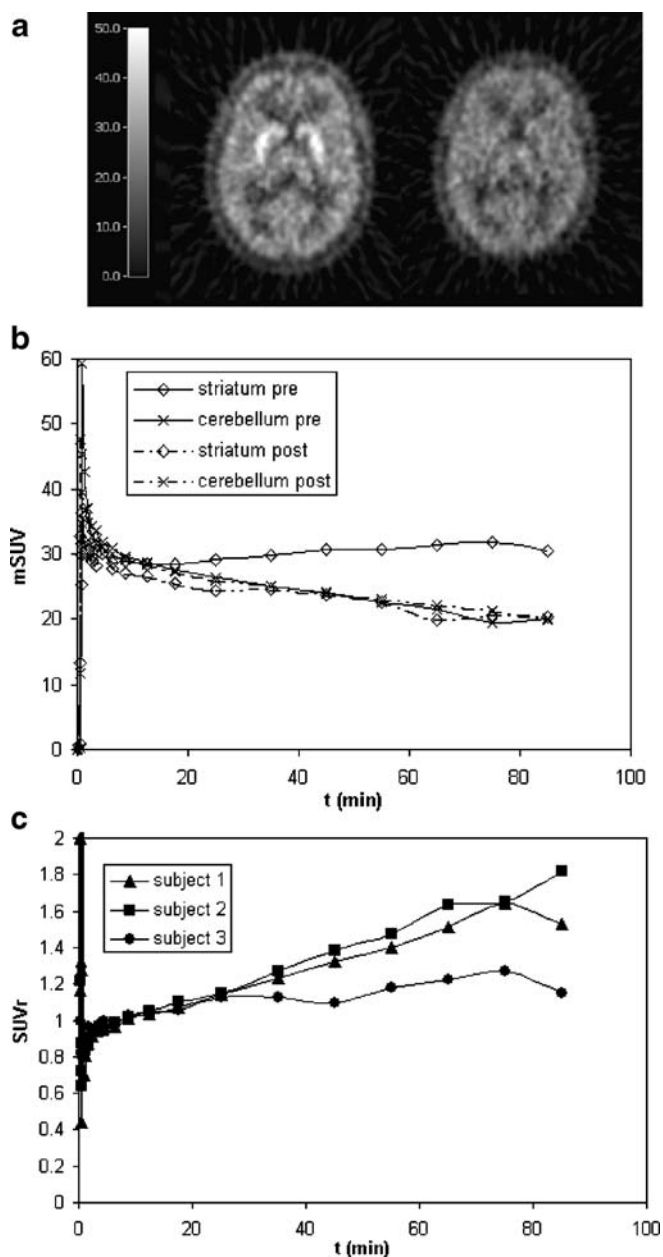 a
50.0
40.0
30.0
20.0
10.0
0.0
b
60
50
40
30
20
10
0
mSUV
striatum pre
cerebellum pre
striatum post
cerebellum post
0 20 40 60 80 100
t (min)
c
2
1.8
1.6
1.4
1.2
1
0.8
0.6
0.4
0.2
0
SUVr
subject 1
subject 2
subject 3
0 20 40 60 80 100
t (min)